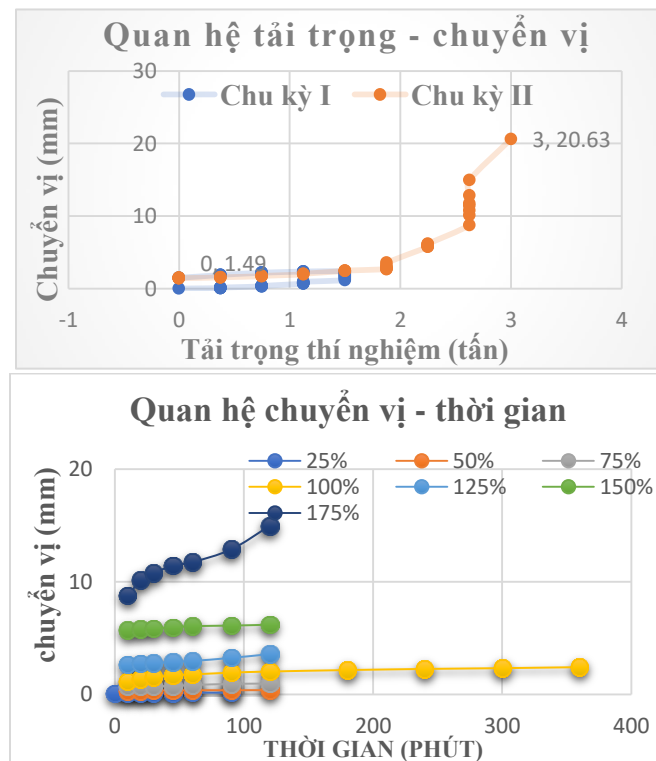 Quan hệ tải trọng - chuyển vị
30
Chu kỳ I Chu kỳ II
20
3, 20.63
10
0, 1.49
0
-1 0 1 2 3 4
Chuyển vị (mm)
Tải trọng thí nghiệm (tấn)
Quan hệ chuyển vị - thời gian
20
25% 50% 75%
100% 125% 150%
175%
10
0
0 100 200 300 400
chuyển vị (mm)
THỜI GIAN (PHÚT)